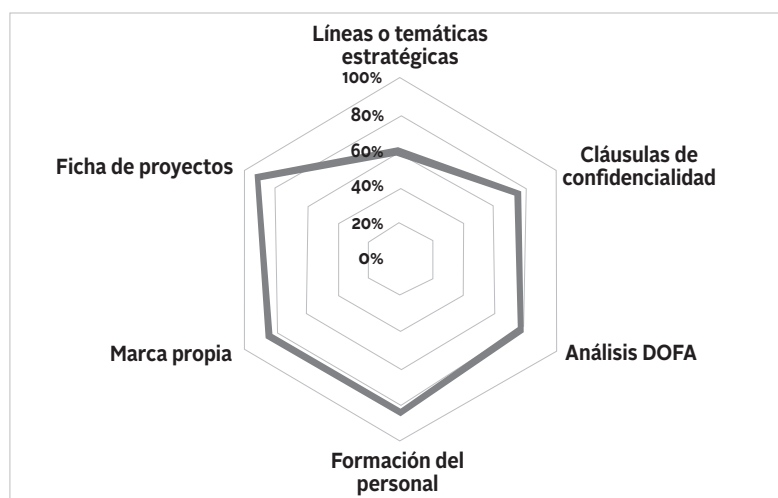 Líneas o temáticas
estratégicas
100%
80%
60%
40%
20%
0%
Ficha de proyectos
Cláusulas de
confidencialidad
Marca propia
Análisis DOFA
Formación del
personal